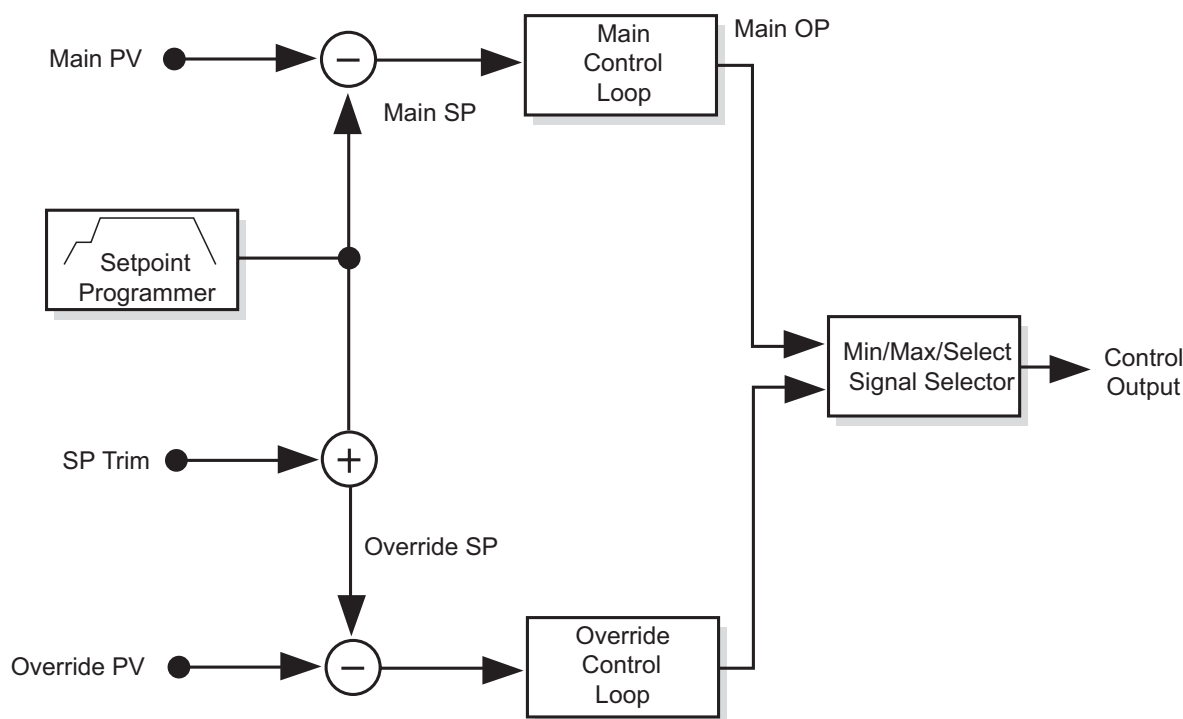 Main PV
−
Main
Control
Loop
Main OP
Main SP
Setpoint
Programmer
Min/Max/Select
Signal Selector
Control
Output
SP Trim
+
Override SP
Override PV
−
Override
Control
Loop